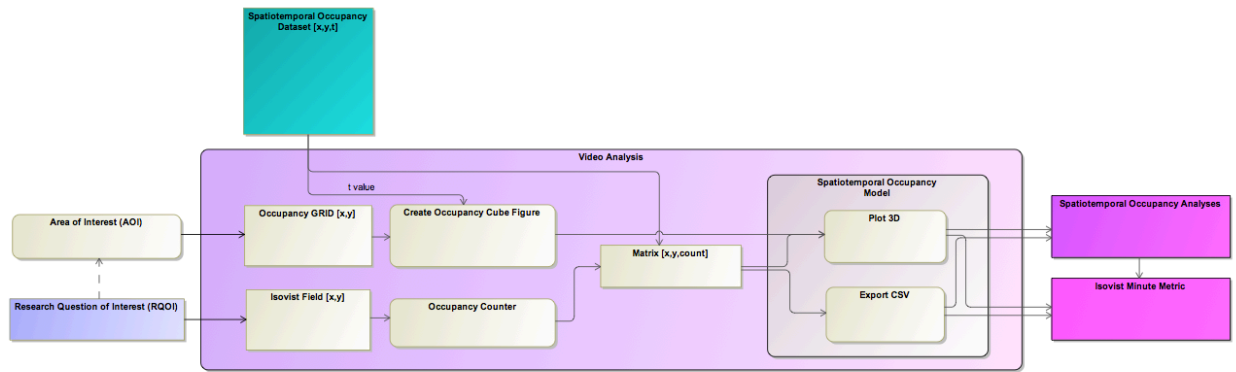 Spatiotemporal Occupancy
Dataset [x,y,t]
Video Analysis
t value
Spatiotemporal Occupancy
Model
Area of Interest (AOI)
Occupancy GRID [x,y]
Create Occupancy Cube Figure
Plot 3D
Spatiotemporal Occupancy Analyses
Matrix [x,y,count]
Research Question of Interest (RQOI)
Isovist Field [x,y]
Occupancy Counter
Export CSV
Isovist Minute Metric